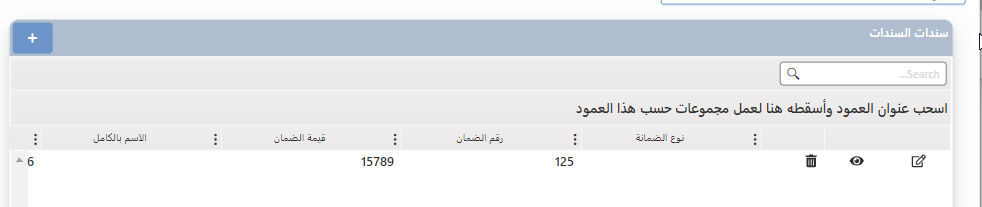 سندات السندات
+
Search...
اسحب عنوان العمود وأسقطه هنا لعمل مجموعات حسب هذا العمود
نوع الضمانة رقم الضمان قيمة الضمان الاسم بالكامل
125 15789 6